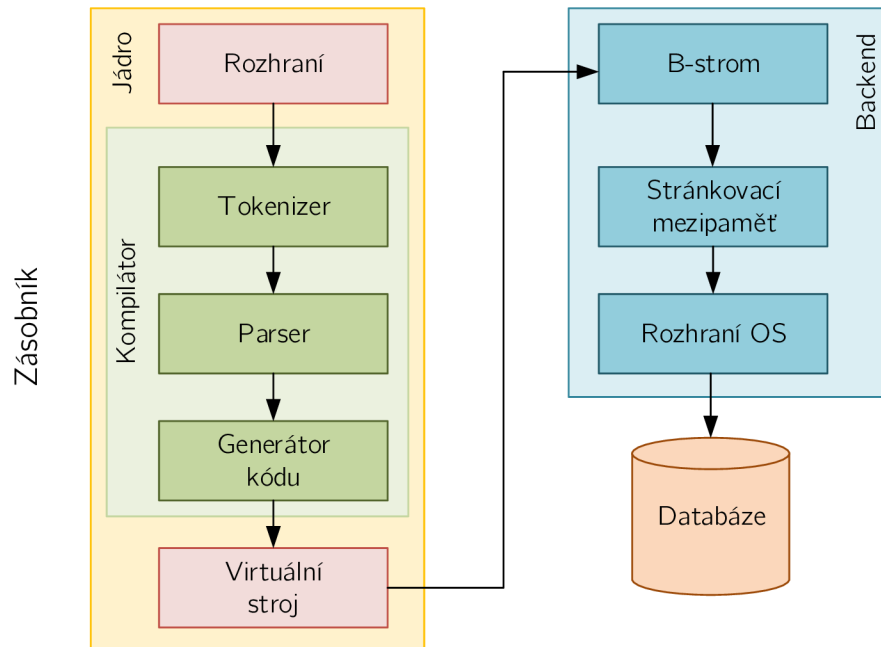 Zásobník
Jádro
Rozhraní
Kompilátor
Tokenizer
Parser
Generátor
kódu
Virtuální
stroj
Backend
B-strom
Stránkovací
mezipaměť
Rozhraní OS
Databáze